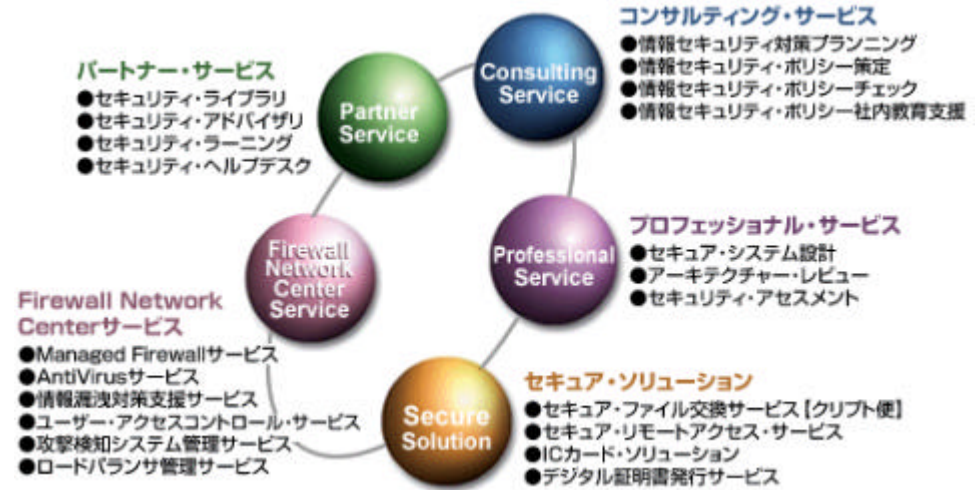 コンサルティング・サービス
●情報セキュリティ対策プランニング
●情報セキュリティ・ポリシー策定
●情報セキュリティ・ポリシーチェック
●情報セキュリティ・ポリシー社内教育支援
Consulting
Service
パートナー・サービス
●セキュリティ・ライブラリ
●セキュリティ・アドバイザリ
●セキュリティ・ラーニング
●セキュリティ・ヘルプデスク
Partner
Service
プロフェッショナル・サービス
●セキュア・システム設計
●アーキテクチャー・レビュー
●セキュリティ・アセスメント
Professional
Service
Firewall
Network
Center
Service
Firewall Network
Centerサービス
●Managed Firewallサービス
●AntiVirusサービス
●情報漏洩対策支援サービス
●ユーザー・アクセスコントロール・サービス
●攻撃検知システム管理サービス
●ロードバランサ管理サービス
Secure
Solution
セキュア・ソリューション
●セキュア・ファイル交換サービス【クリプト便】
●セキュア・リモートアクセス・サービス
●ICカード・ソリューション
●デジタル証明書発行サービス